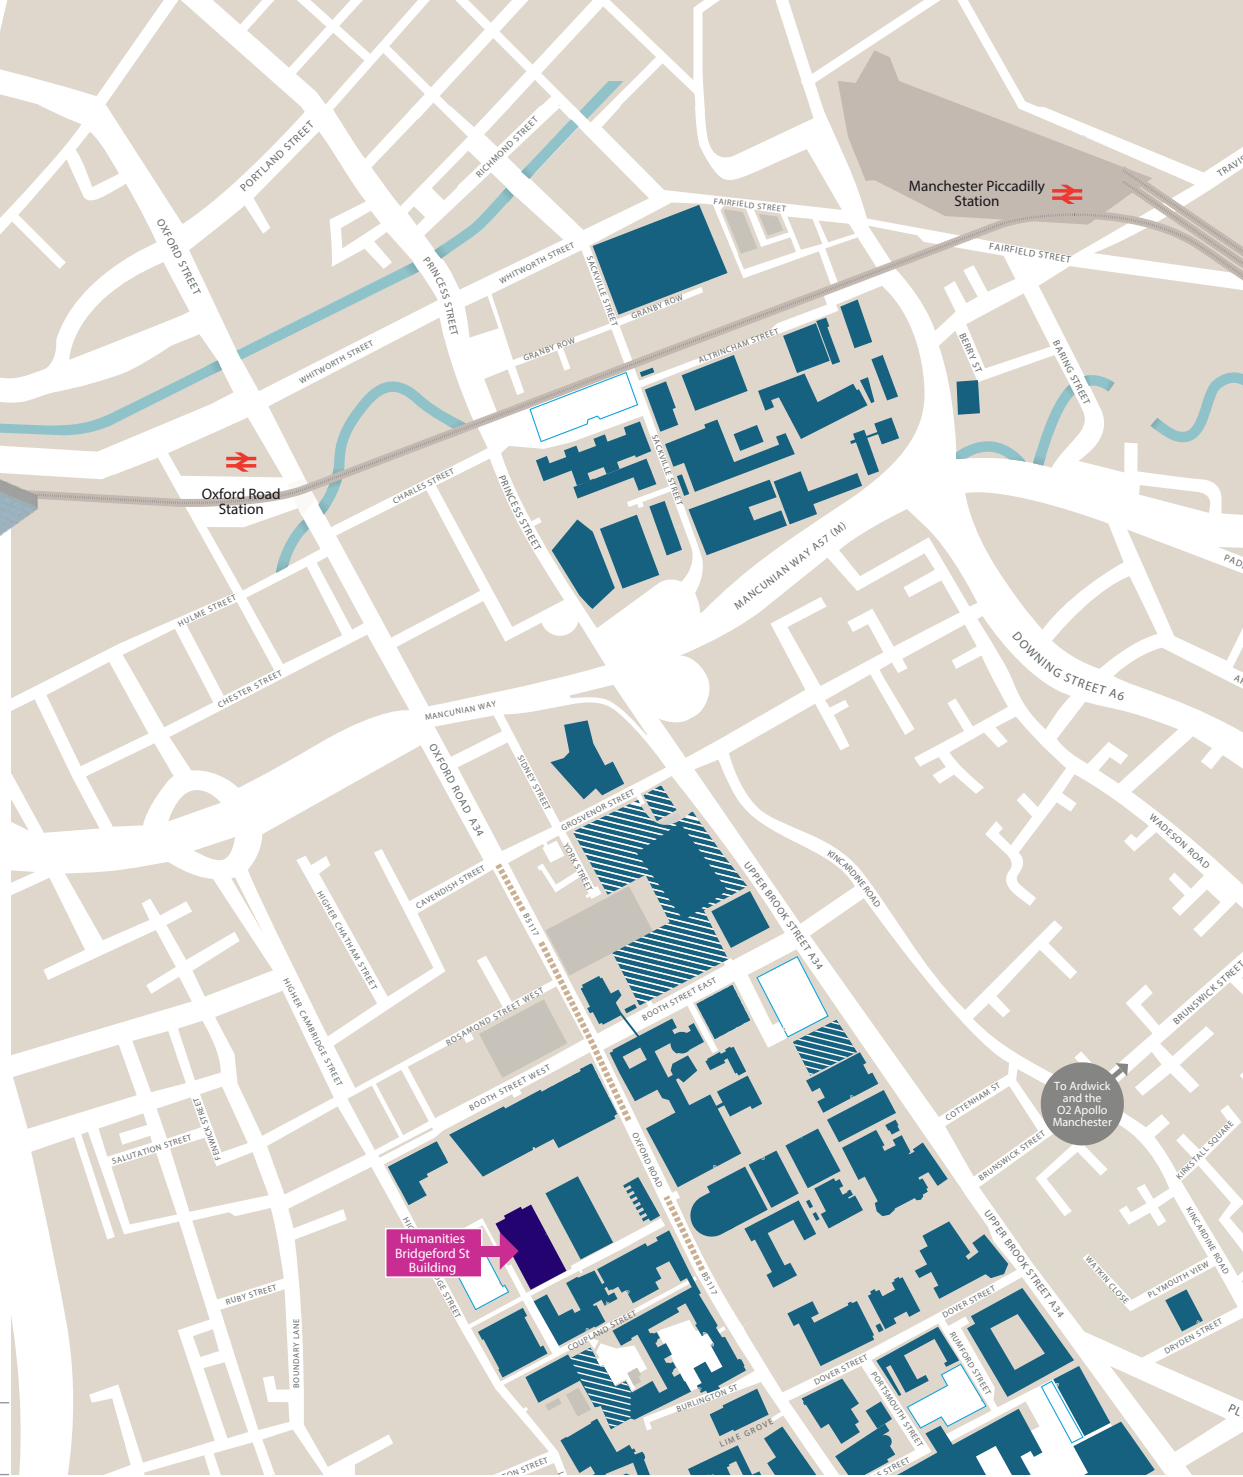 PORTLAND STREET
RICHMOND STREET
TRAVIS
Manchester Piccadilly
Station
FAIRFIELD STREET
OXFORD STREET
PRINCESS STREET
WHITWORTH STREET
SACKVILLE STREET
FAIRFIELD STREET
GRANBY ROW
GRANBY ROW
ALTRINCHAM STREET
WHITWORTH STREET
BERRY ST
BARING STREET
Oxford Road
Station
CHARLES STREET
PRINCESS STREET
SACKVILLE STREET
MANCUNIAN WAY A57 (M)
HULME STREET
CHESTER STREET
DOWNING STREET A6
MANCUNIAN WAY
OXFORD ROAD A34
SIDNEY STREET
GROSVENOR STREET
YORK STREET
WADESON ROAD
CAVENDISH STREET
HIGHER CHATHAM STREET
B5117
UPPER BROOK STREET A34
KINCARDINE ROAD
HIGHER CAMBRIDGE STREET
ROSAMOND STREET WEST
BOOTH STREET EAST
BRUNSWICK STREET
BOOTH STREET WEST
To Ardwick
and the
O2 Apollo
Manchester
COTTENHAM ST
FENWICK STREET
SALUTATION STREET
OXFORD ROAD
BRUNSWICK STREET
KIRKSTALL SQUARE
Humanities
Bridgeford St
Building
UPPER BROOK STREET A34
KINCARDINE ROAD
WATKIN CLOSE
PLYMOUTH VIEW
DRYDEN STREET
RUBY STREET
BOUNDARY LANE
B5117
COUPLAND STREET
DOVER STREET
RUMFORD STREET
DOVER STREET
PORTSMOUTH STREET
BURLINGTON ST
LIME GROVE
PL